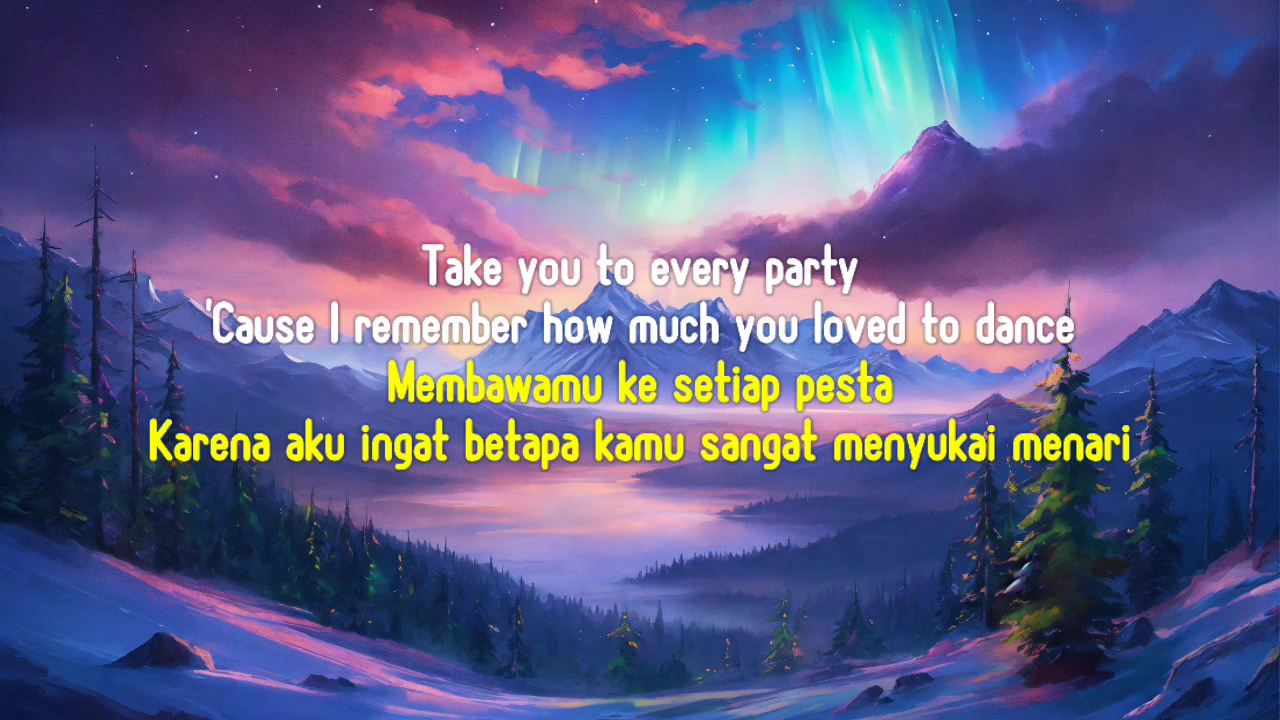 Take you to every party
'Cause I remember how much you loved to dance
Membawamu ke setiap pesta
Karena aku ingat betapa kamu sangat menyukai menari